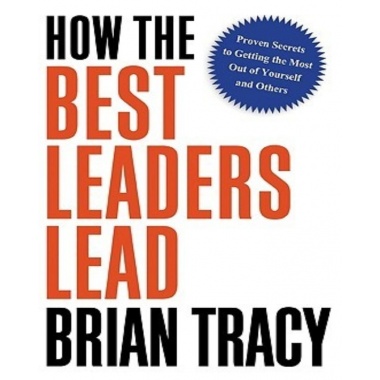 HOW THE
BEST
LEADERS
LEAD
BRIAN TRACY
Proven Secrets
to Getting the Most
Out of Yourself
and Others